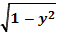 √(1 − y²)